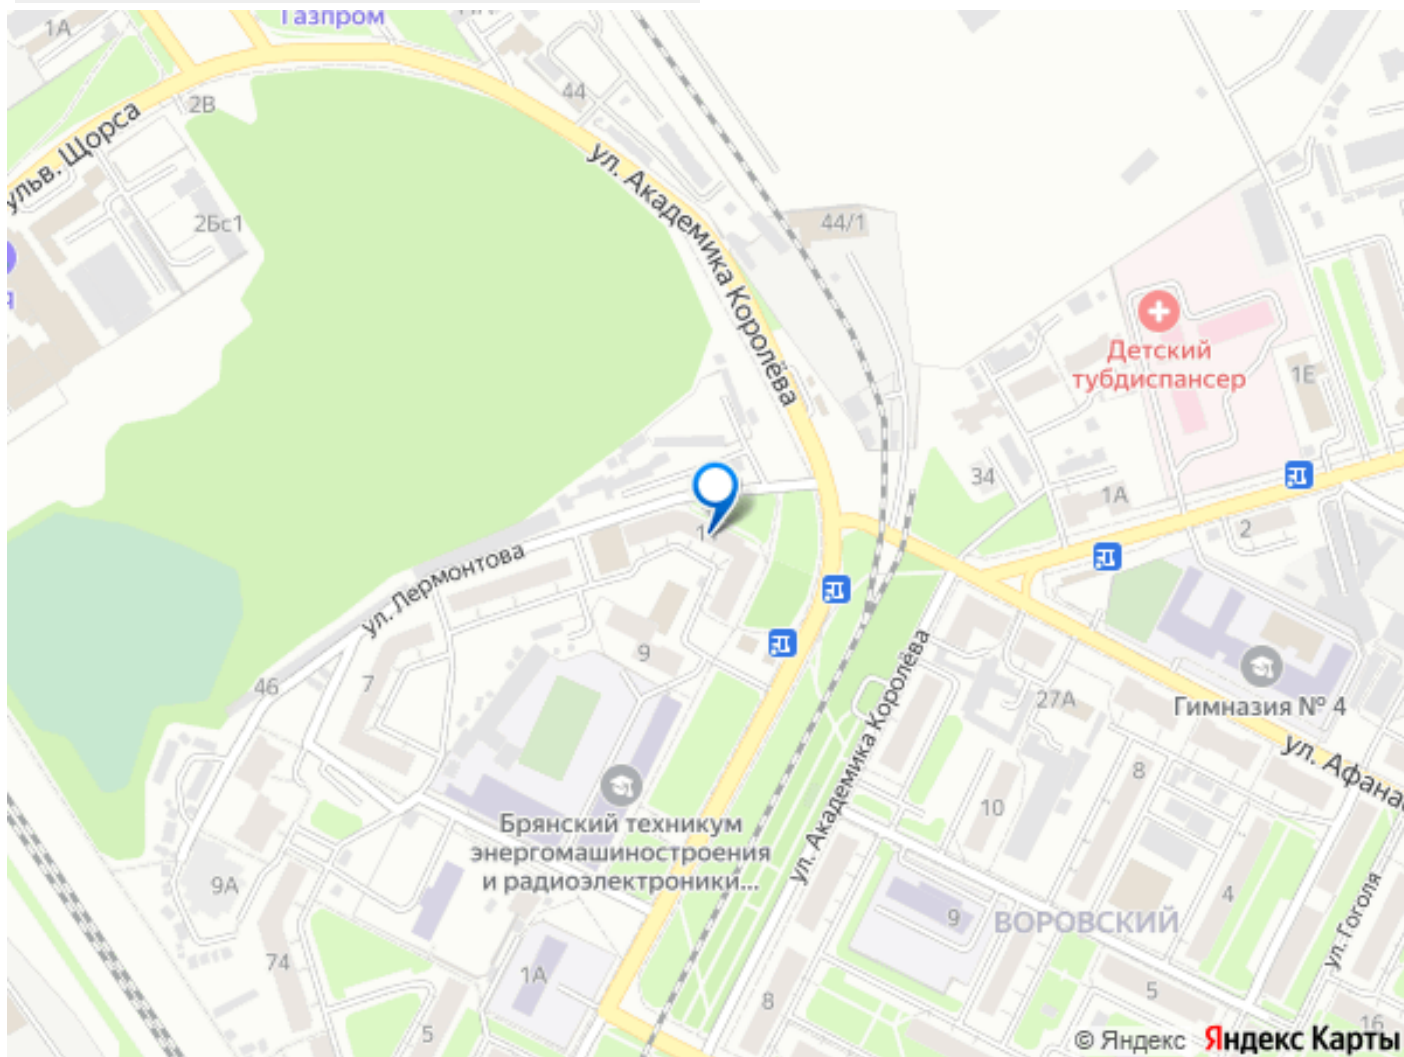 Газпром
1А
44
2В
бульв. Щорса
ул. Академика Королёва
2Бс1
44/1
я
Детский
тубдиспансер
1Е
34
1А
2
1
ул. Лермонтова
9
7
46
ул. Академика Королёва
27А
Гимназия № 4
ул. Афана
8
10
Брянский техникум
энергомашиностроения
и радиоэлектроники...
9А
4
9
ВОРОВСКИЙ
ул. Гоголя
74
1А
8
5
5
16
© Яндекс Яндекс Карты